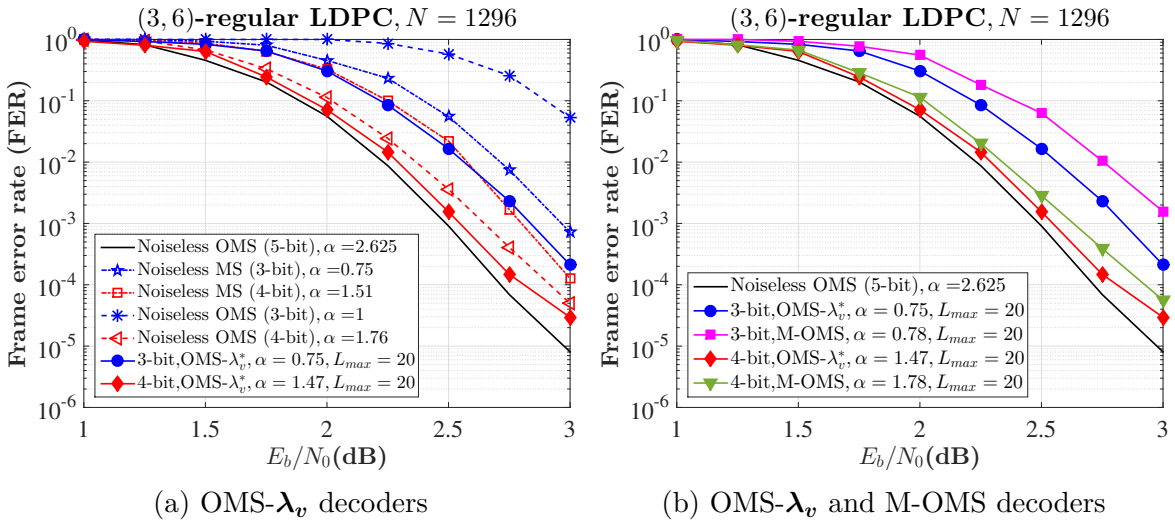 (3, 6)-regular LDPC, N = 1296
10^0
10^-1
10^-2
10^-3
10^-4
10^-5
10^-6
Frame error rate (FER)
Noiseless OMS (5-bit), α =2.625
Noiseless MS (3-bit), α =0.75
Noiseless MS (4-bit), α =1.51
Noiseless OMS (3-bit), α =1
Noiseless OMS (4-bit), α =1.76
3-bit,OMS-λ_v^*, α = 0.75, L_max = 20
4-bit,OMS-λ_v^*, α = 1.47, L_max = 20
1 1.5 2 2.5 3
E_b/N_0(dB)
(a) OMS-λ_v decoders
(3, 6)-regular LDPC, N = 1296
10^0
10^-1
10^-2
10^-3
10^-4
10^-5
10^-6
Frame error rate (FER)
Noiseless OMS (5-bit), α =2.625
3-bit,OMS-λ_v^*, α = 0.75, L_max = 20
3-bit,M-OMS, α = 0.78, L_max = 20
4-bit,OMS-λ_v^*, α = 1.47, L_max = 20
4-bit,M-OMS, α = 1.78, L_max = 20
1 1.5 2 2.5 3
E_b/N_0(dB)
(b) OMS-λ_v and M-OMS decoders